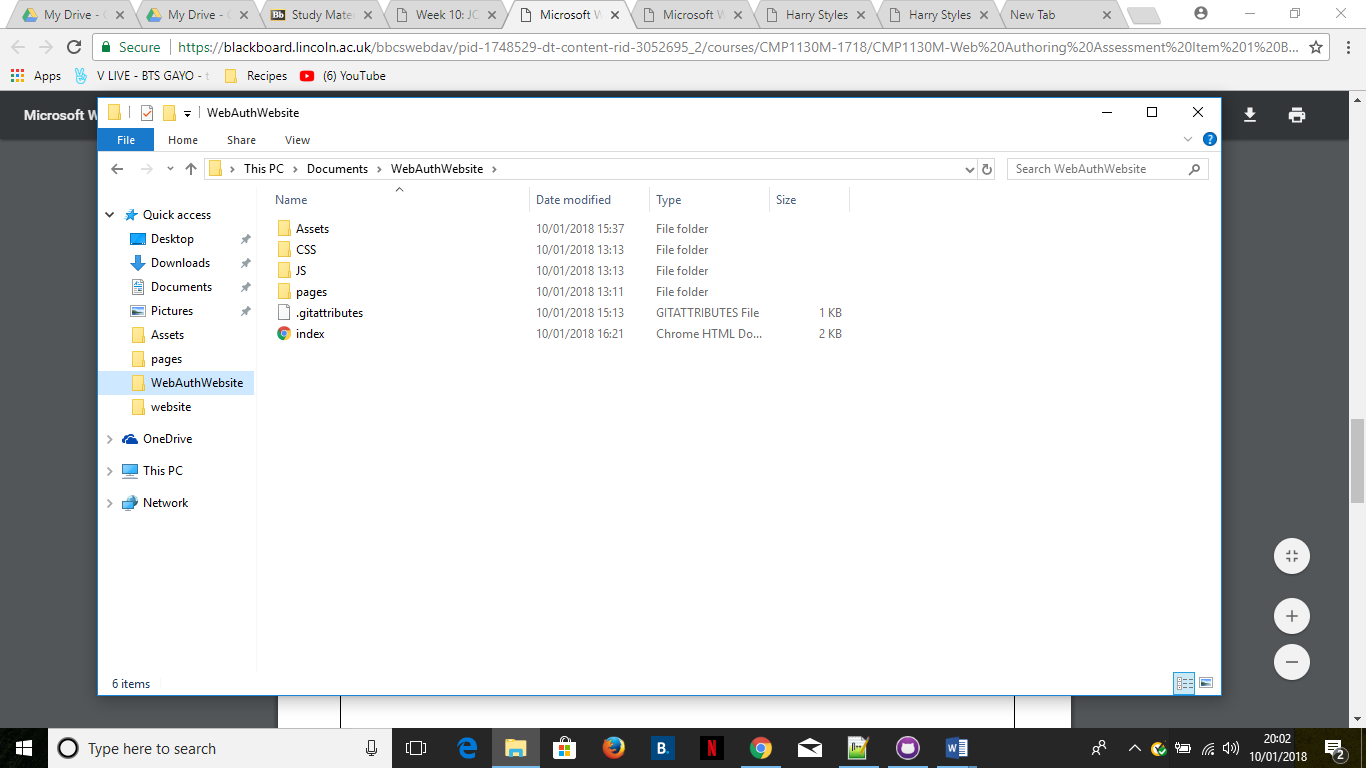 My Drive - G
My Drive - G
Study Mate
Week 10: JC
Microsoft W
Microsoft W
Harry Styles
Harry Styles
New Tab
Secure https://blackboard.lincoln.ac.uk/bbcswebdav/pid-1748529-dt-content-rid-3052695_2/courses/CMP1130M-1718/CMP1130M-Web%20Authoring%20Assessment%20Item%201%20B...
Apps V LIVE - BTS GAYO - t Recipes (6) YouTube
Microsoft W
WebAuthWebsite
File Home Share View
This PC Documents WebAuthWebsite Search WebAuthWebsite
Name Date modified Type Size
Quick access
Desktop
Downloads
Documents
Pictures
Assets
pages
WebAuthWebsite
website
OneDrive
This PC
Network
Assets 10/01/2018 15:37 File folder
CSS 10/01/2018 13:13 File folder
JS 10/01/2018 13:13 File folder
pages 10/01/2018 13:11 File folder
.gitattributes 10/01/2018 15:13 GITATTRIBUTES File 1 KB
index 10/01/2018 16:21 Chrome HTML Do... 2 KB
6 items
Type here to search
B.
N
20:02
10/01/2018
2